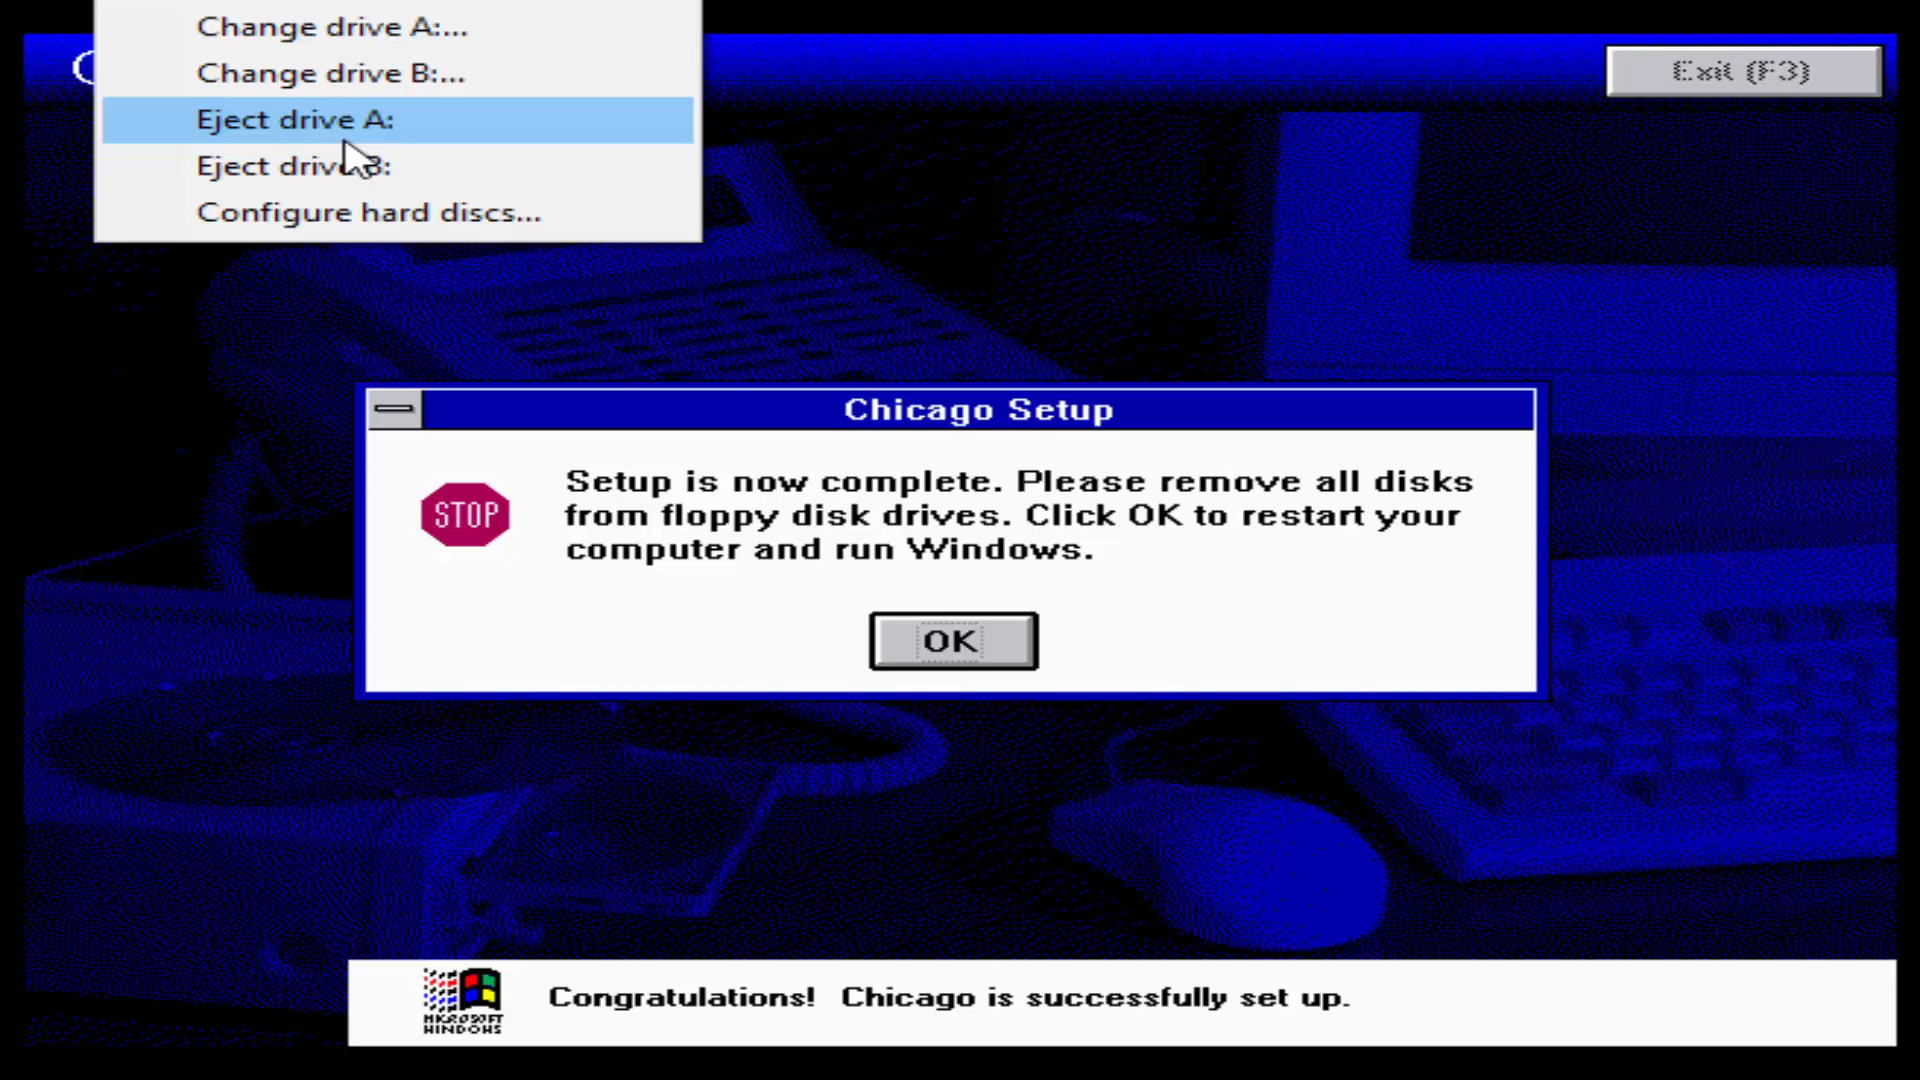 Change drive A:...
Change drive B:...
Eject drive A:
Eject drive B:
Configure hard discs...
C
Exit (F3)
Chicago Setup
STOP
Setup is now complete. Please remove all disks
from floppy disk drives. Click OK to restart your
computer and run Windows.
OK
MICROSOFT
WINDOWS
Congratulations! Chicago is successfully set up.